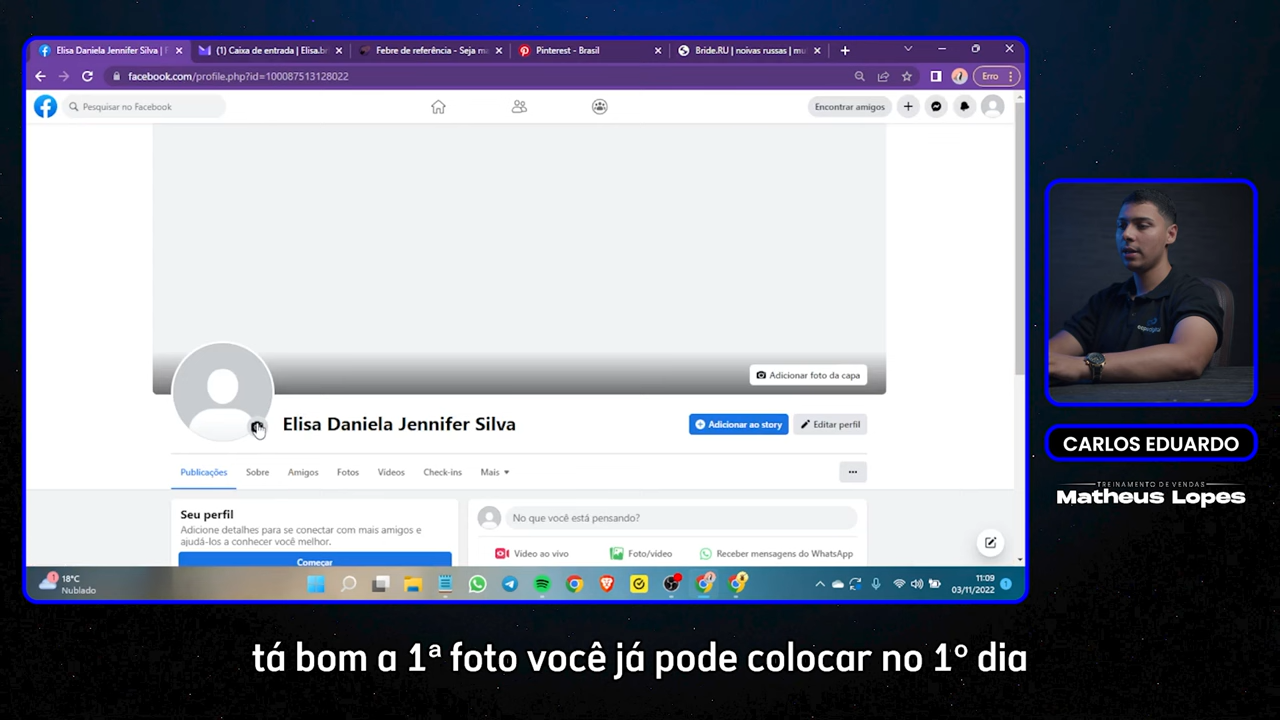 Elisa Daniela Jennifer Silva | F
(1) Caixa de entrada | Elisa.br
Febre de referência - Seja me
Pinterest - Brasil
Bride.RU | noivas russas | mu
facebook.com/profile.php?id=100087513128022
Erro
Pesquisar no Facebook
Encontrar amigos
Adicionar foto da capa
Elisa Daniela Jennifer Silva
Adicionar ao story
Editar perfil
Publicações
Sobre
Amigos
Fotos
Vídeos
Check-ins
Mais
Seu perfil
Adicione detalhes para se conectar com mais amigos e
ajudá-los a conhecer você melhor.
Começar
No que você está pensando?
Vídeo ao vivo
Foto/vídeo
Receber mensagens do WhatsApp
1
18°C
Nublado
11:09
03/11/2022
1
CARLOS EDUARDO
TREINAMENTO DE VENDAS
Matheus Lopes
tá bom a 1ª foto você já pode colocar no 1º dia